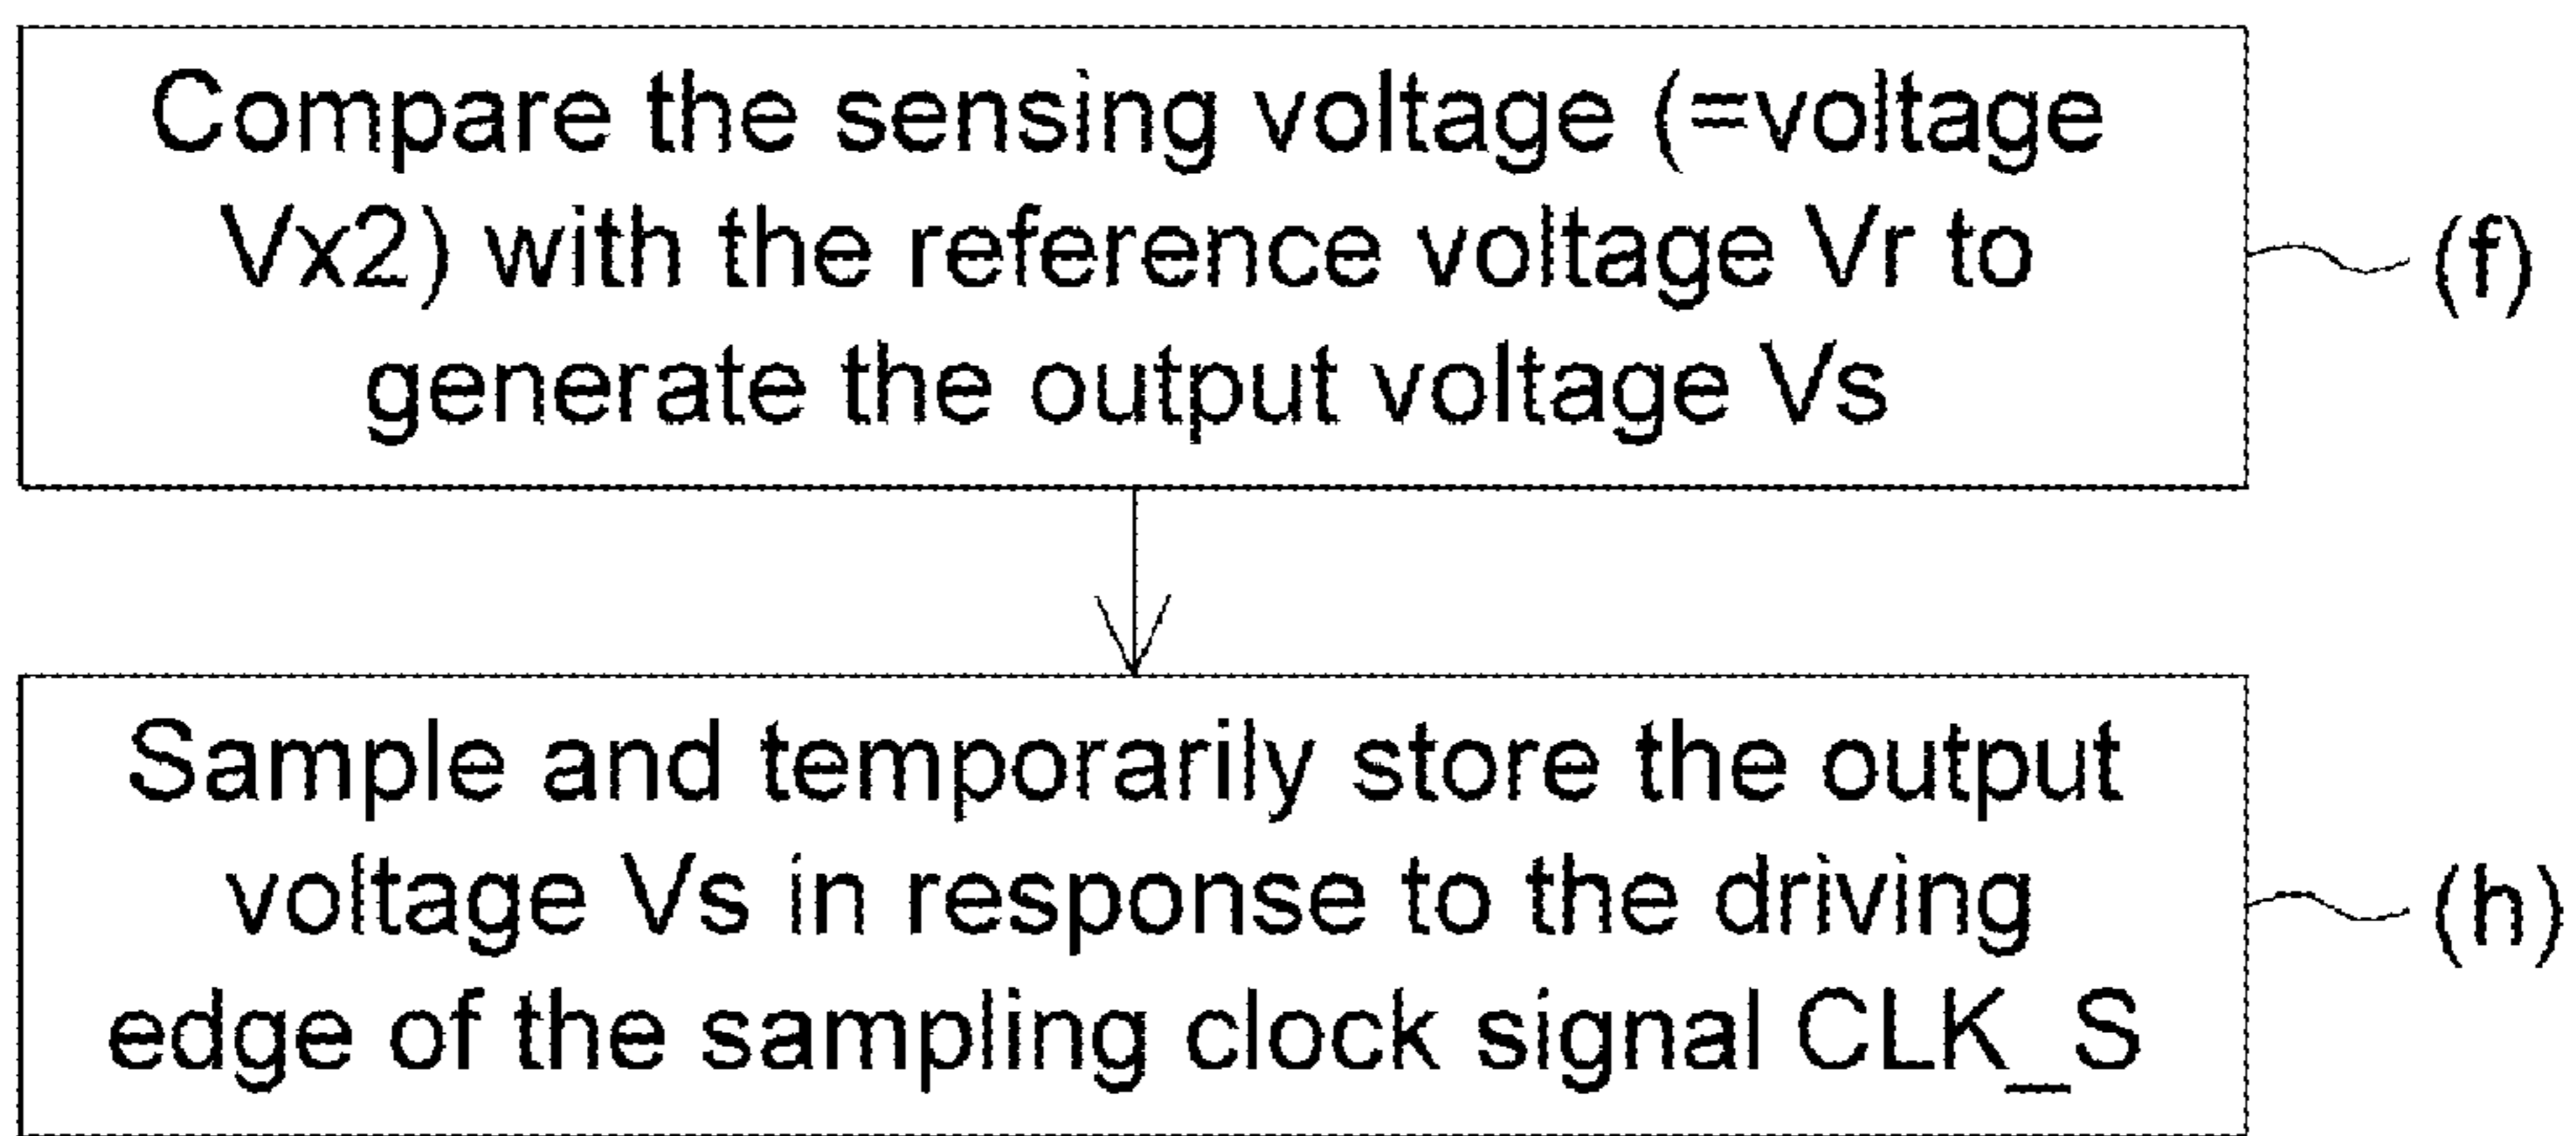 Compare the sensing voltage (=voltage
Vx2) with the reference voltage Vr to
generate the output voltage Vs
(f)
Sample and temporarily store the output
voltage Vs in response to the driving
edge of the sampling clock signal CLK_S
(h)